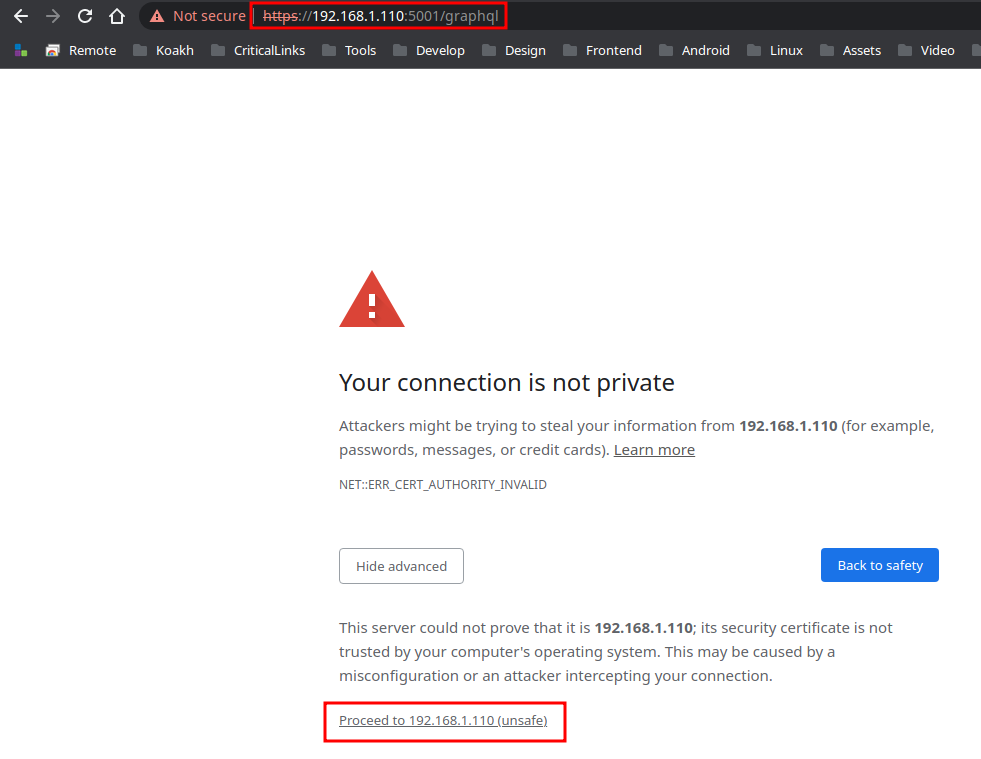 Not secure https://192.168.1.110:5001/graphql
Remote Koakh CriticalLinks Tools Develop Design Frontend Android Linux Assets Video
Your connection is not private
Attackers might be trying to steal your information from 192.168.1.110 (for example,
passwords, messages, or credit cards). Learn more
NET::ERR_CERT_AUTHORITY_INVALID
Hide advanced Back to safety
This server could not prove that it is 192.168.1.110; its security certificate is not
trusted by your computer's operating system. This may be caused by a
misconfiguration or an attacker intercepting your connection.
Proceed to 192.168.1.110 (unsafe)